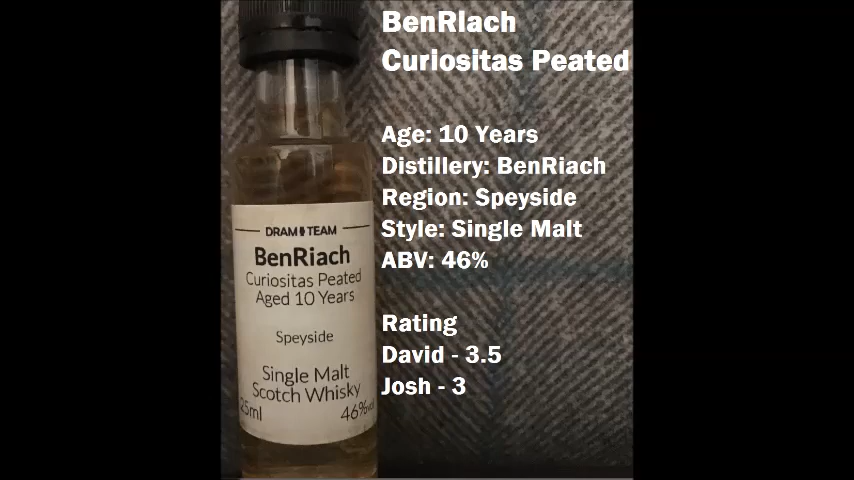 BenRIach
Curiositas Peated
Age: 10 Years
Distillery: BenRiach
Region: Speyside
Style: Single Malt
ABV: 46%
Rating
David - 3.5
Josh - 3
DRAM TEAM
BenRiach
Curiositas Peated
Aged 10 Years
Speyside
Single Malt
Scotch Whisky
25ml 46%